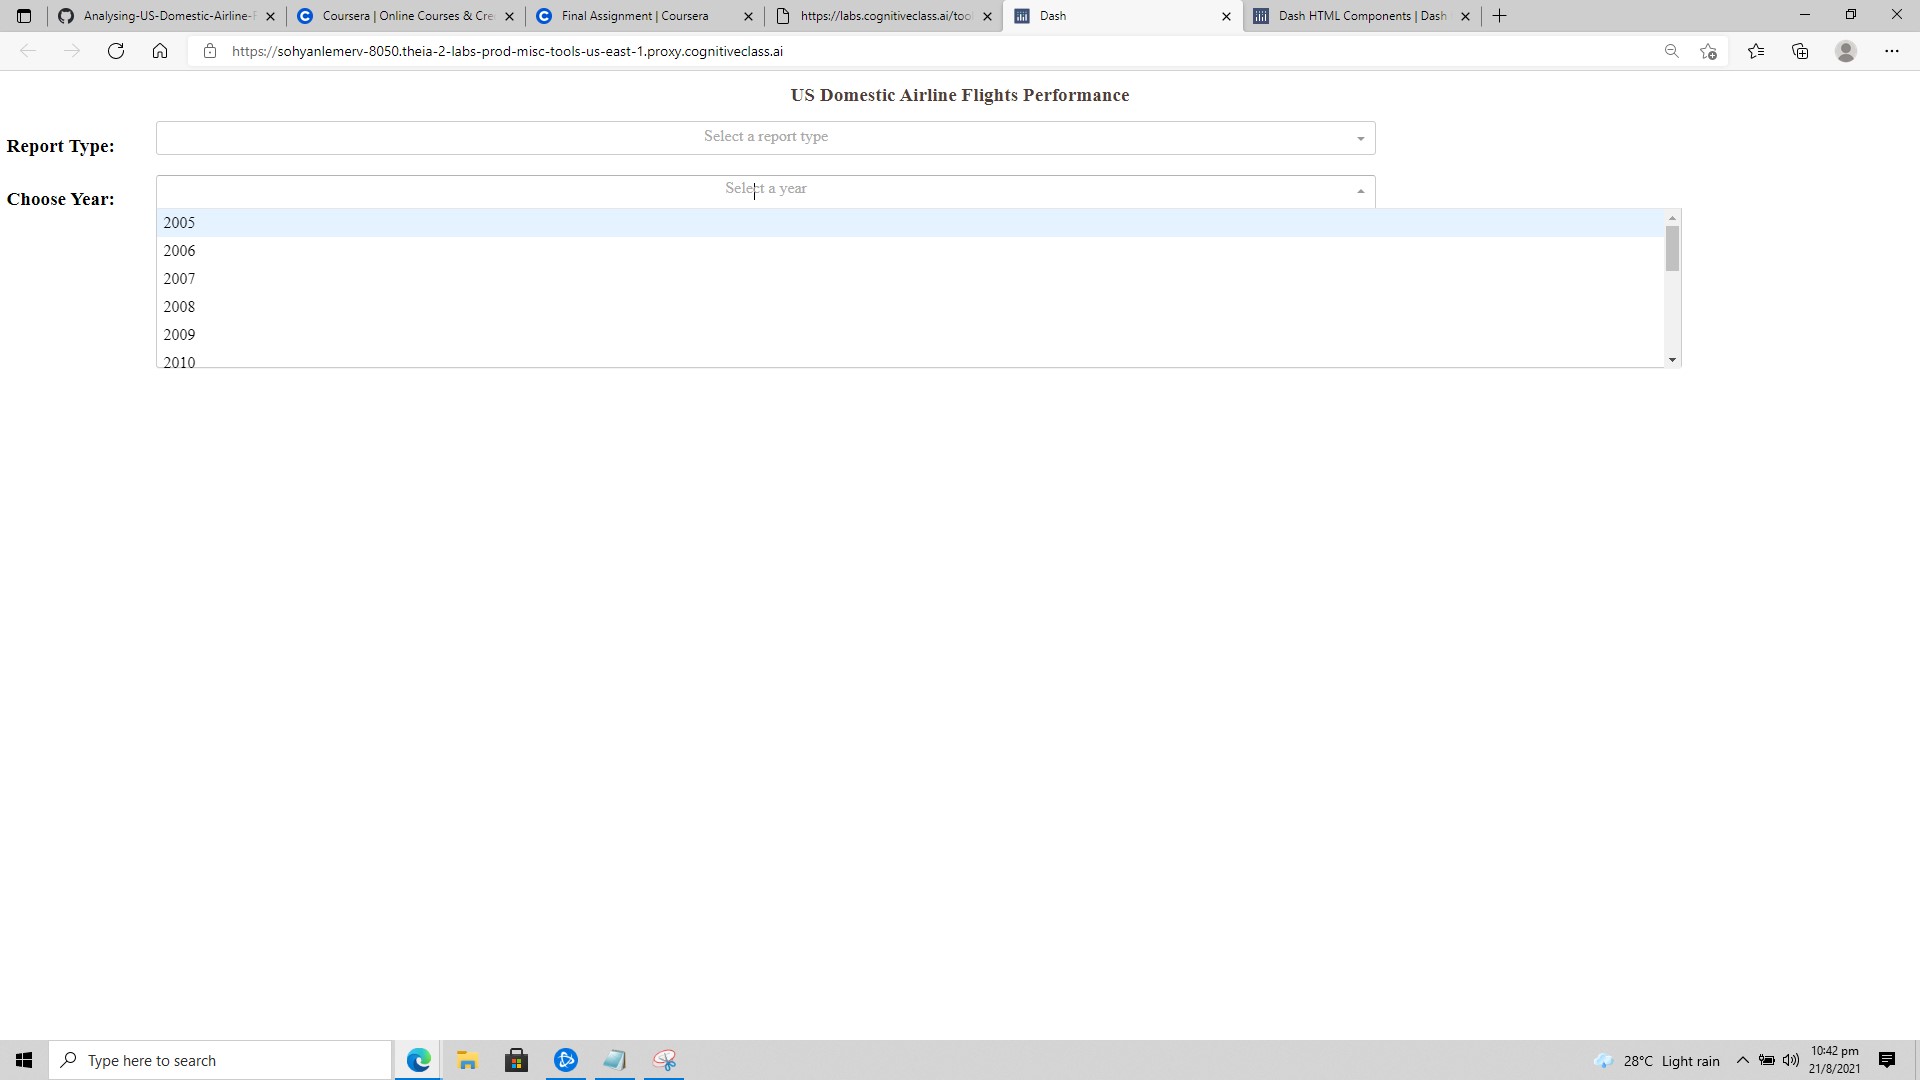 Analysing-US-Domestic-Airline-F
Coursera | Online Courses & Cre
Final Assignment | Coursera
https://labs.cognitiveclass.ai/too
Dash
Dash HTML Components | Dash
https://sohyanlemerv-8050.theia-2-labs-prod-misc-tools-us-east-1.proxy.cognitiveclass.ai
US Domestic Airline Flights Performance
Report Type:
Select a report type
Choose Year:
Select a year
2005
2006
2007
2008
2009
2010
Type here to search
28°C Light rain
10:42 pm
21/8/2021